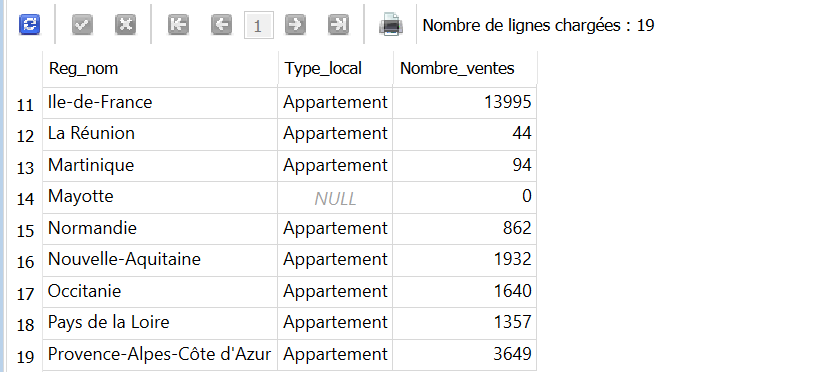 1 Nombre de lignes chargées : 19
Reg_nom Type_local Nombre_ventes
11 Ile-de-France Appartement 13995
12 La Réunion Appartement 44
13 Martinique Appartement 94
14 Mayotte NULL 0
15 Normandie Appartement 862
16 Nouvelle-Aquitaine Appartement 1932
17 Occitanie Appartement 1640
18 Pays de la Loire Appartement 1357
19 Provence-Alpes-Côte d'Azur Appartement 3649